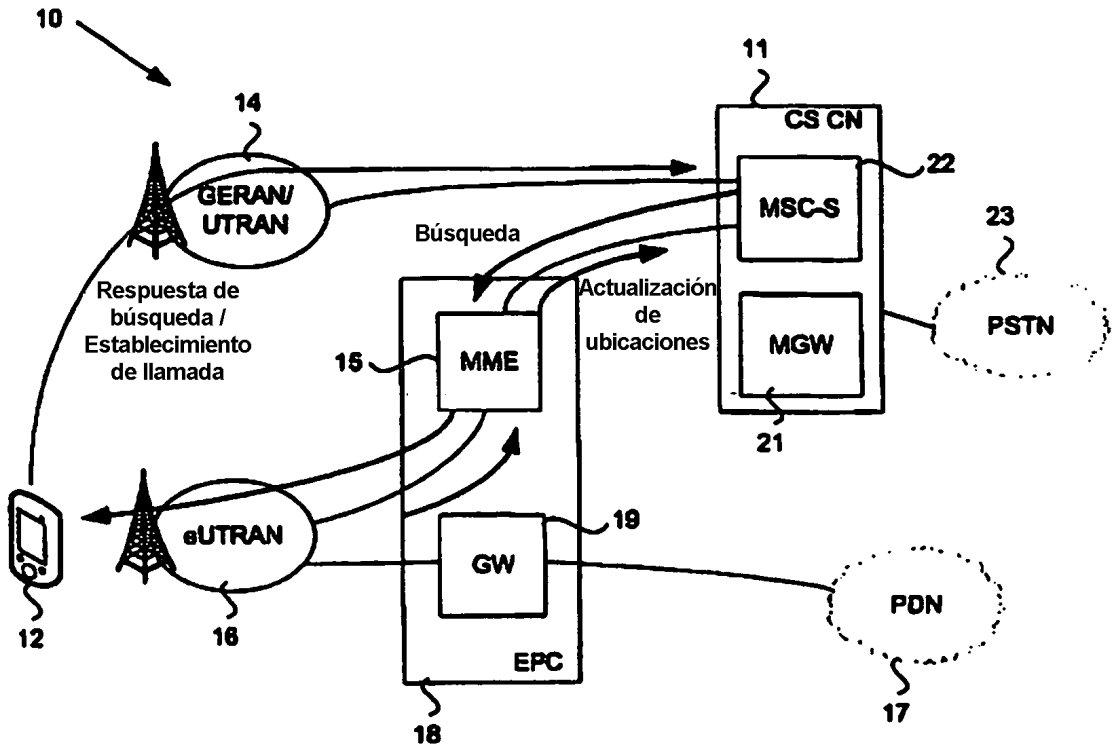 10
11
14
CS CN
22
GERAN/
UTRAN
MSC-S
23
Búsqueda
Respuesta de
búsqueda /
Establecimiento
de llamada
Actualización
de
ubicaciones
PSTN
15
MME
MGW
21
eUTRAN
19
GW
PDN
12
16
EPC
18
17